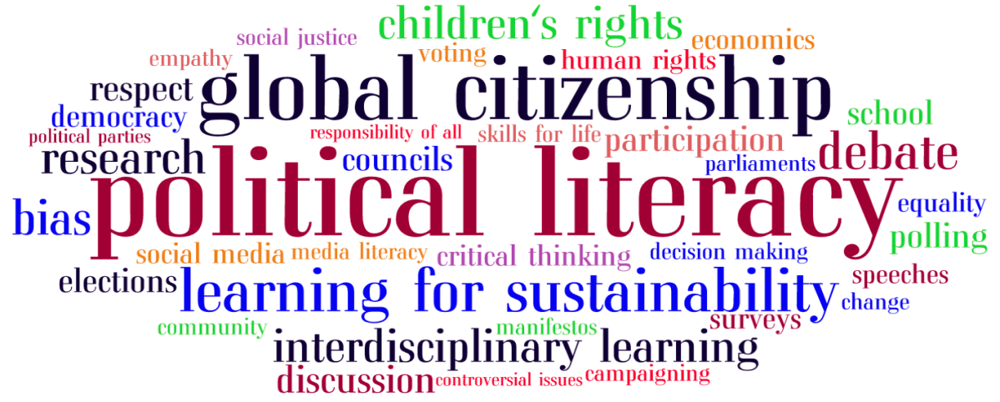 children‘s rights
social justice
economics
voting
empathy
human rights
global citizenship
respect
school
democracy
political parties
responsibility of all
skills for life
participation
debate
research
councils
parliaments
political literacy
equality
bias
polling
social media
media literacy
critical thinking
decision making
elections
speeches
learning for sustainability
change
community
manifestos
surveys
interdisciplinary learning
discussion
controversial issues
campaigning